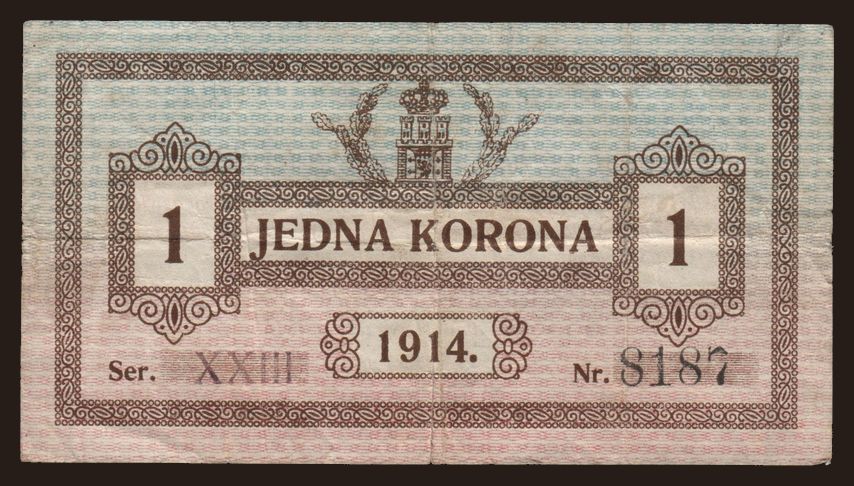 1 JEDNA KORONA 1
1914.
Ser. XXIII Nr. 8187